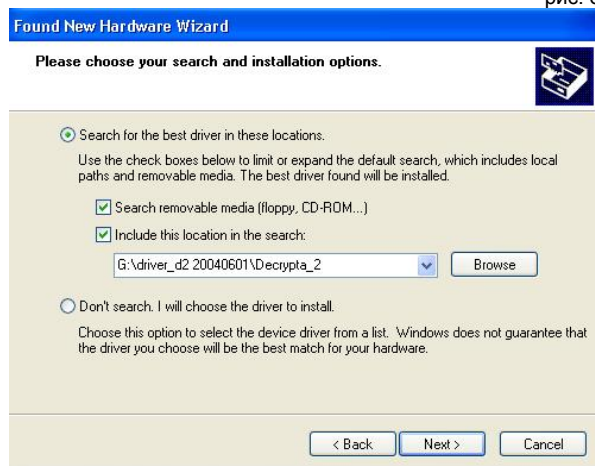 рис.
Found New Hardware Wizard
Please choose your search and installation options.
Search for the best driver in these locations.
Use the check boxes below to limit or expand the default search, which includes local
paths and removable media. The best driver found will be installed.
Search removable media (floppy, CD-ROM...)
Include this location in the search:
G:\driver_d2 20040601\Decrypta_2
Browse
Don't search. I will choose the driver to install.
Choose this option to select the device driver from a list. Windows does not guarantee that
the driver you choose will be the best match for your hardware.
< Back Next > Cancel